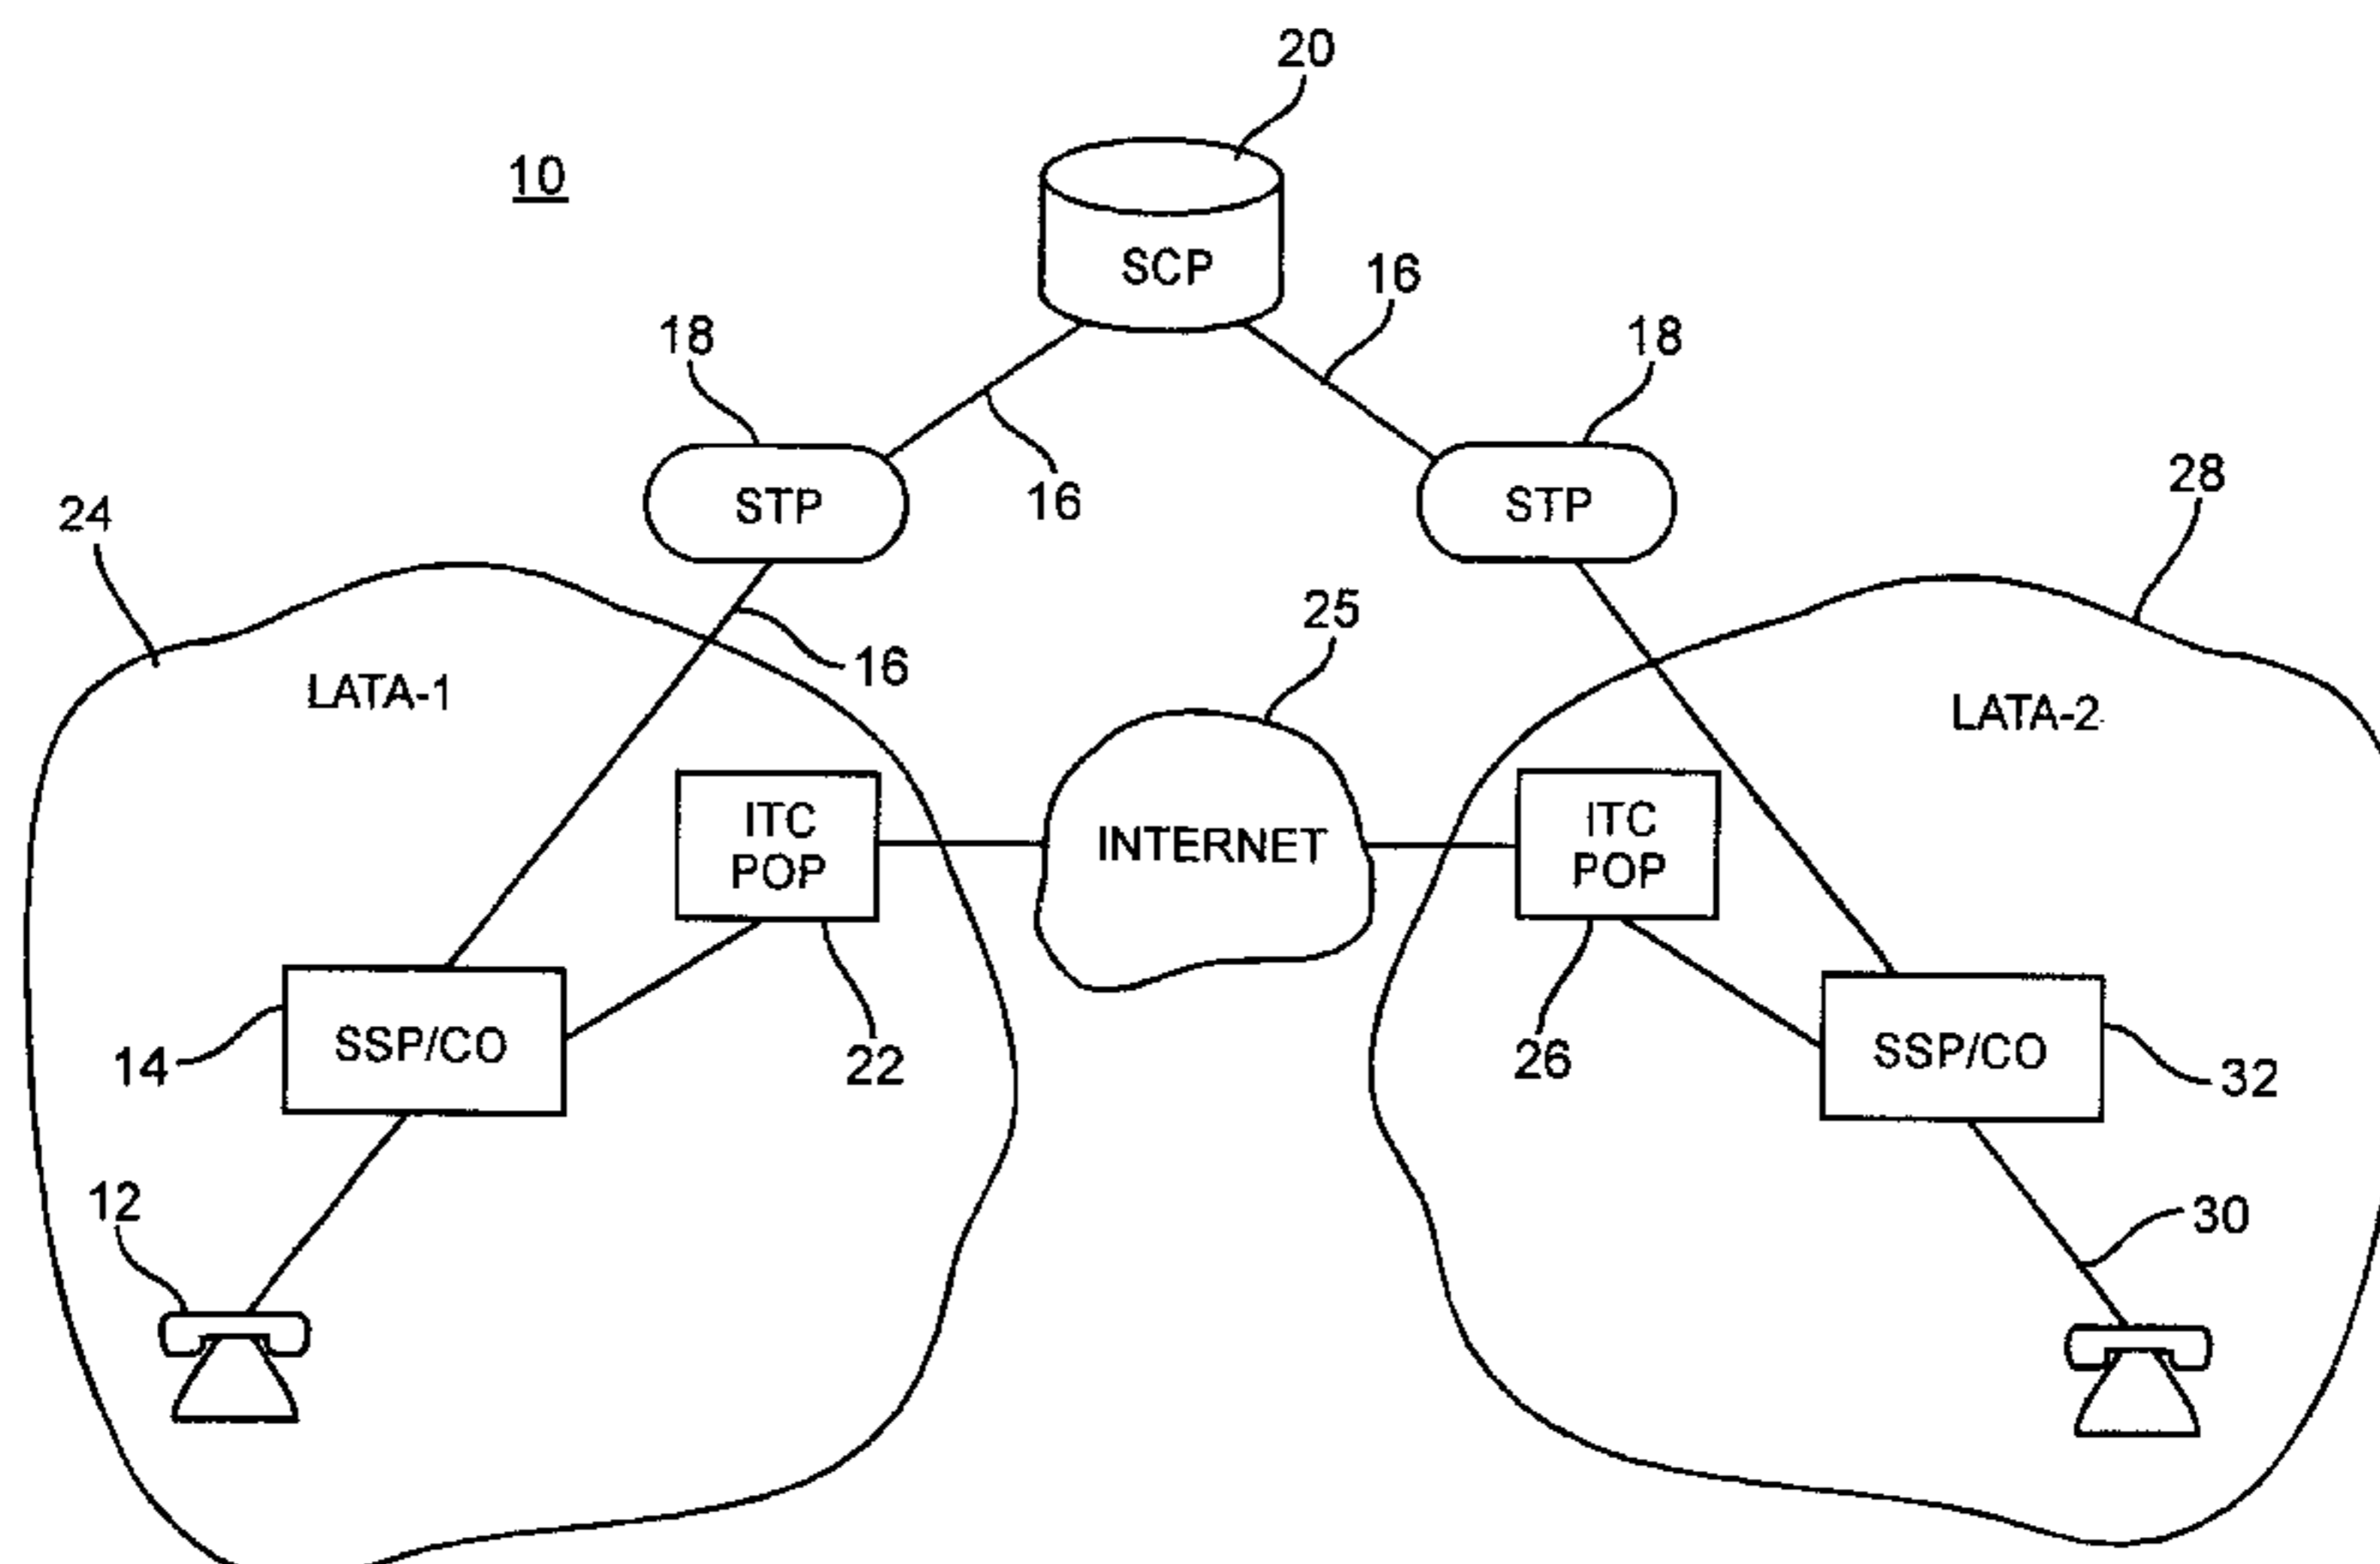 20
10
SCP
16
18
18
16
STP
STP
24
28
25
16
LATA-1
LATA-2
ITC
POP
INTERNET
ITC
POP
14
SSP/CO
22
26
SSP/CO
32
12
30